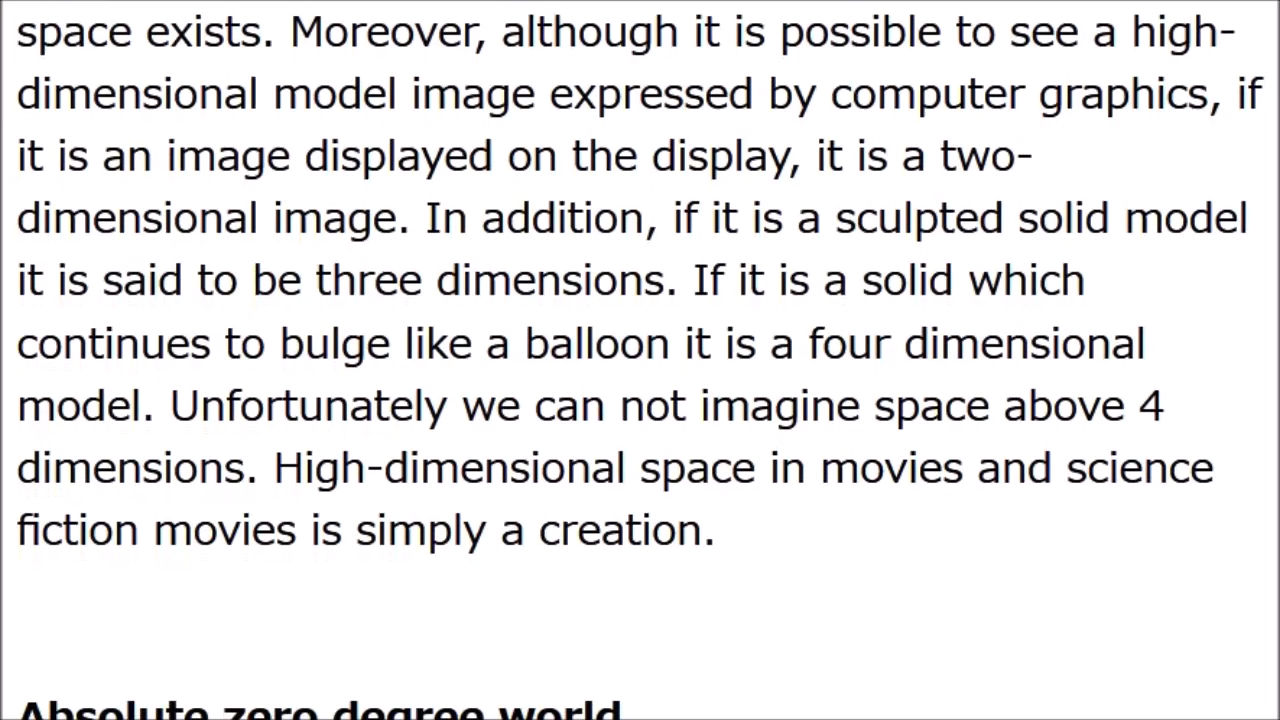 space exists. Moreover, although it is possible to see a high-
dimensional model image expressed by computer graphics, if
it is an image displayed on the display, it is a two-
dimensional image. In addition, if it is a sculpted solid model
it is said to be three dimensions. If it is a solid which
continues to bulge like a balloon it is a four dimensional
model. Unfortunately we can not imagine space above 4
dimensions. High-dimensional space in movies and science
fiction movies is simply a creation.
Absolute zero degree world